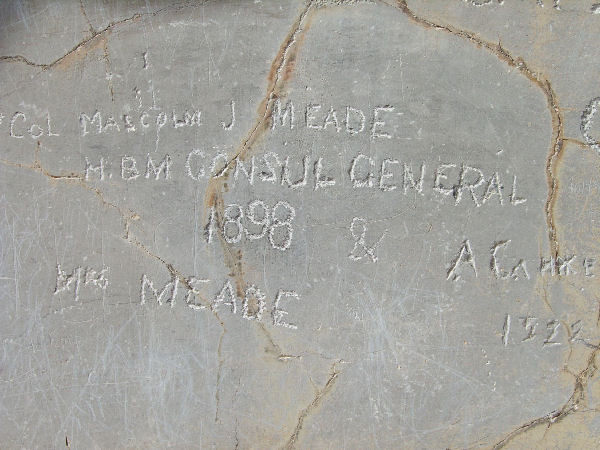 COL MALCOLM J MEADE
H.B.M CONSUL GENERAL
1898 &
Mrs MEADE